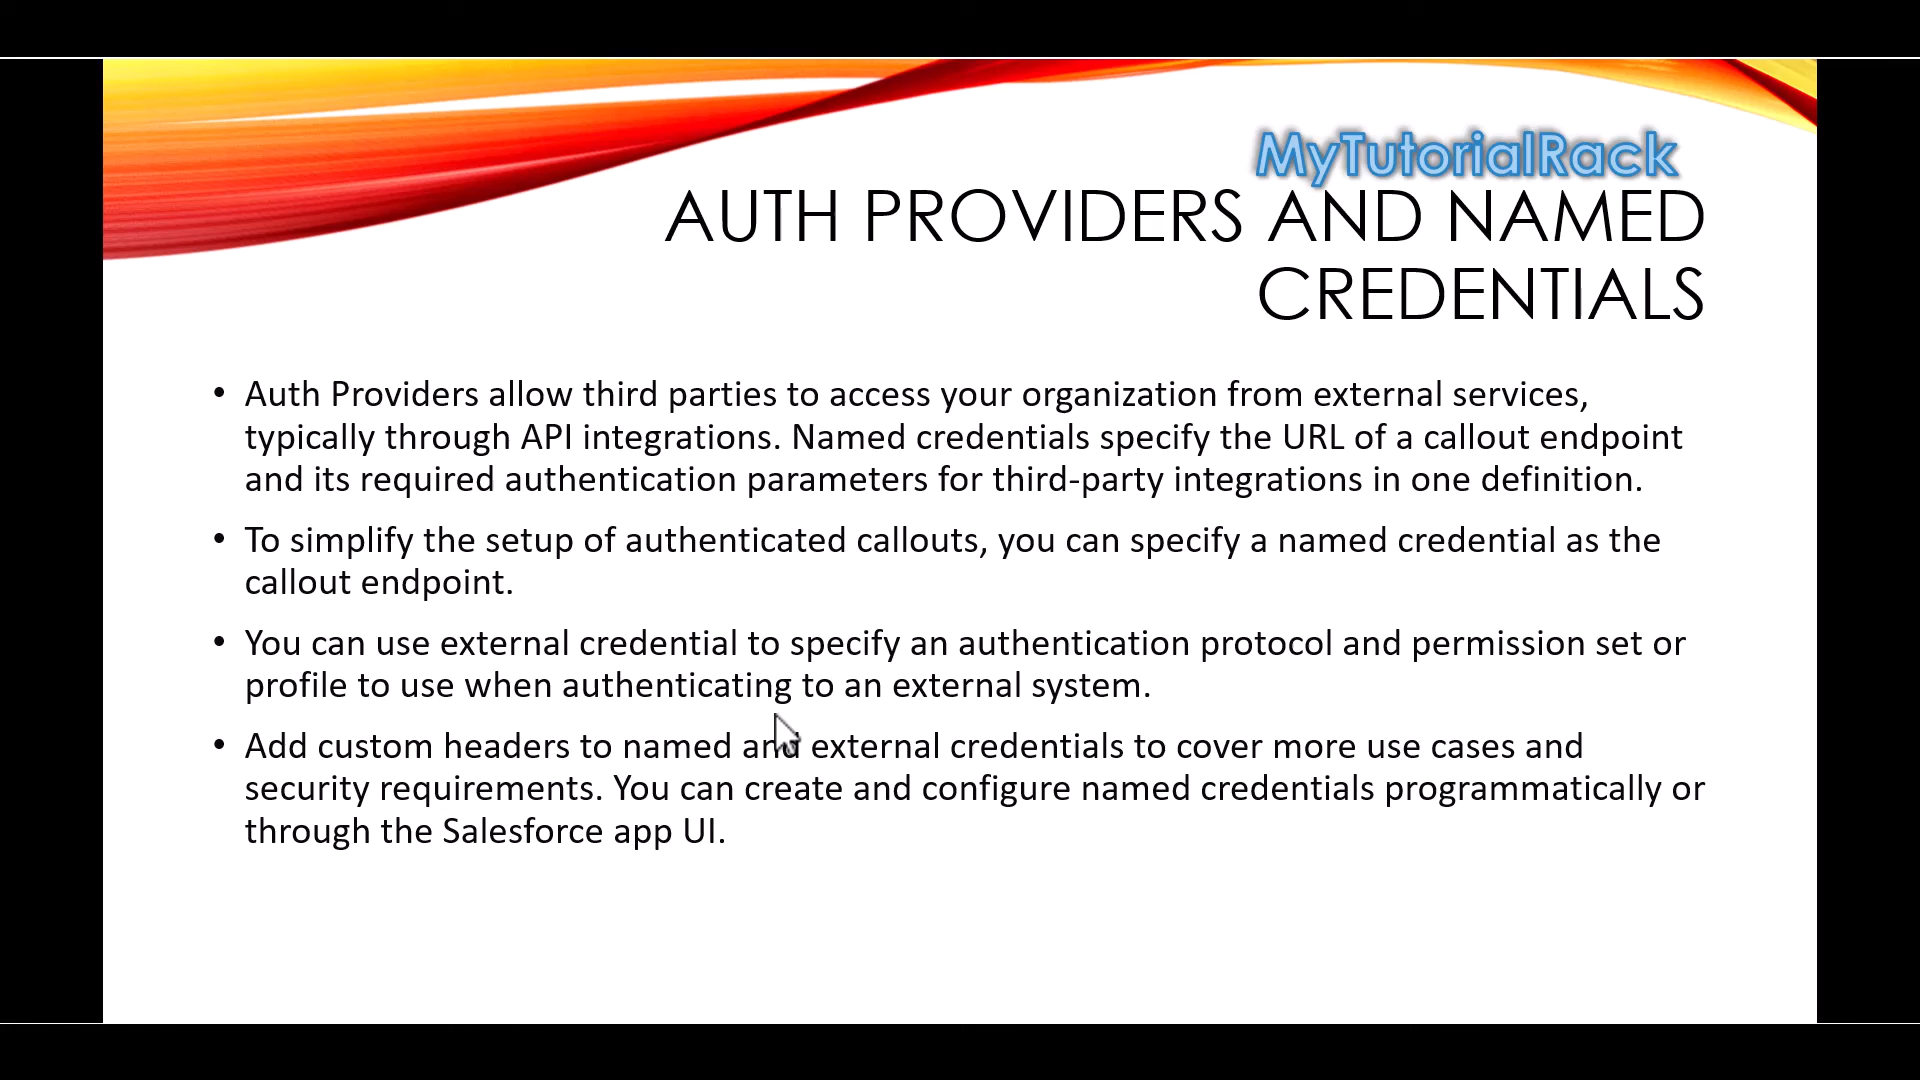 MyTutorialRack
AUTH PROVIDERS AND NAMED
CREDENTIALS
• Auth Providers allow third parties to access your organization from external services,
typically through API integrations. Named credentials specify the URL of a callout endpoint
and its required authentication parameters for third-party integrations in one definition.
• To simplify the setup of authenticated callouts, you can specify a named credential as the
callout endpoint.
• You can use external credential to specify an authentication protocol and permission set or
profile to use when authenticating to an external system.
• Add custom headers to named and external credentials to cover more use cases and
security requirements. You can create and configure named credentials programmatically or
through the Salesforce app UI.